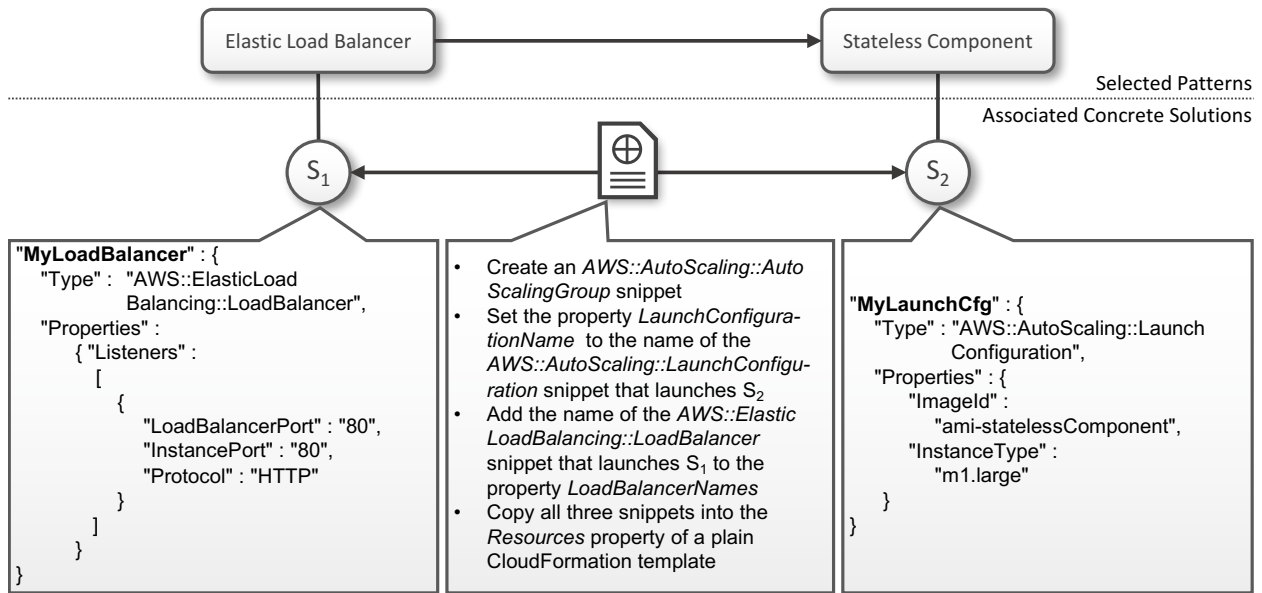 Elastic Load Balancer
Stateless Component
Selected Patterns
Associated Concrete Solutions
S1
S2
"MyLoadBalancer" : {
"Type" : "AWS::ElasticLoad
Balancing::LoadBalancer",
"Properties" :
{ "Listeners" :
[
{
"LoadBalancerPort" : "80",
"InstancePort" : "80",
"Protocol" : "HTTP"
}
]
}
}
• Create an AWS::AutoScaling::Auto
ScalingGroup snippet
• Set the property LaunchConfigura-
tionName to the name of the
AWS::AutoScaling::LaunchConfigu-
ration snippet that launches S2
• Add the name of the AWS::Elastic
LoadBalancing::LoadBalancer
snippet that launches S1 to the
property LoadBalancerNames
• Copy all three snippets into the
Resources property of a plain
CloudFormation template
"MyLaunchCfg" : {
"Type" : "AWS::AutoScaling::Launch
Configuration",
"Properties" : {
"ImageId" :
"ami-statelessComponent",
"InstanceType" :
"m1.large"
}
}